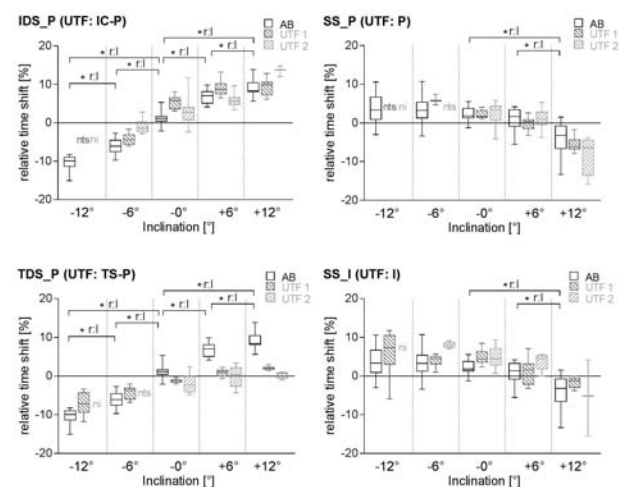 IDS_P (UTF: IC-P)
AB
UTF 1
UTF 2
* r:l
* r:l
* r:l
* r:l
* r:l
* r:l
relative time shift [%]
20
10
0
-10
-20
nts ni
-12° -6° -0° +6° +12°
Inclination [°]
SS_P (UTF: P)
AB
UTF 1
UTF 2
* r:l
* r:l
relative time shift [%]
20
10
0
-10
-20
nts ni
nts
-12° -6° -0° +6° +12°
Inclination [°]
TDS_P (UTF: TS-P)
AB
UTF 1
UTF 2
* r:l
* r:l
* r:l
* r:l
* r:l
relative time shift [%]
20
10
0
-10
-20
ni
nts
-12° -6° -0° +6° +12°
Inclination [°]
SS_I (UTF: I)
AB
UTF 1
UTF 2
* r:l
* r:l
relative time shift [%]
20
10
0
-10
-20
ni
-12° -6° -0° +6° +12°
Inclination [°]